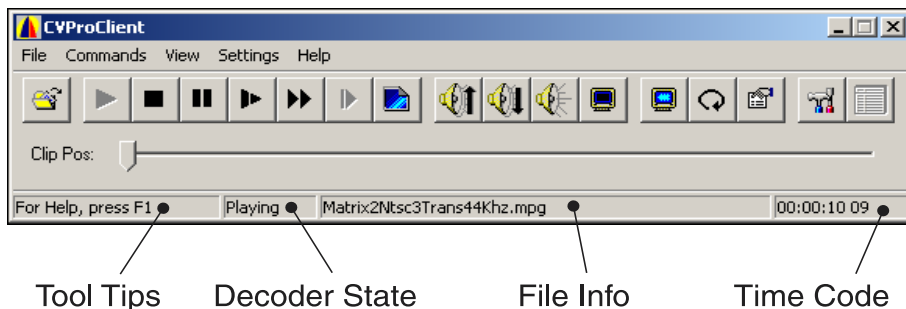 CVProClient
File Commands View Settings Help
Clip Pos:
For Help, press F1 Playing Matrix2Ntsc3Trans44Khz.mpg 00:00:10 09
Tool Tips Decoder State File Info Time Code